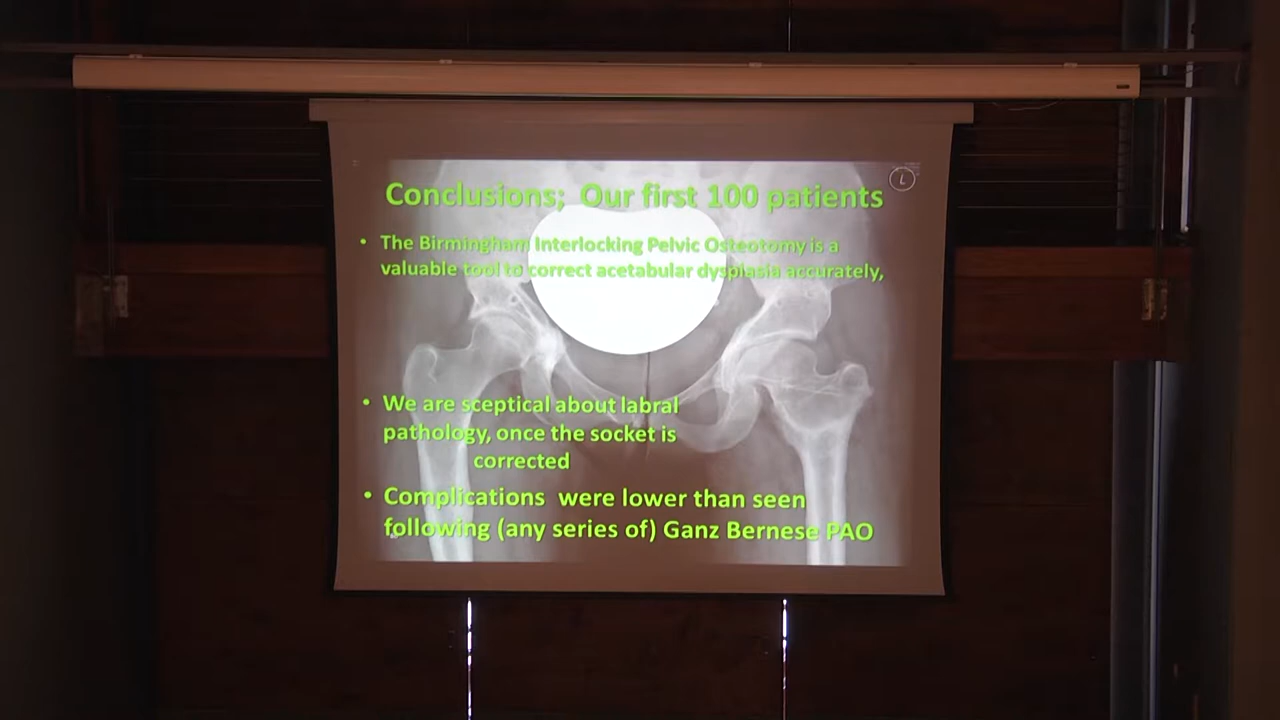 L
Conclusions; Our first 100 patients
• The Birmingham Interlocking Pelvic Osteotomy is a
valuable tool to correct acetabular dysplasia accurately,
• We are sceptical about labral
pathology, once the socket is
corrected
• Complications were lower than seen
following (any series of) Ganz Bernese PAO